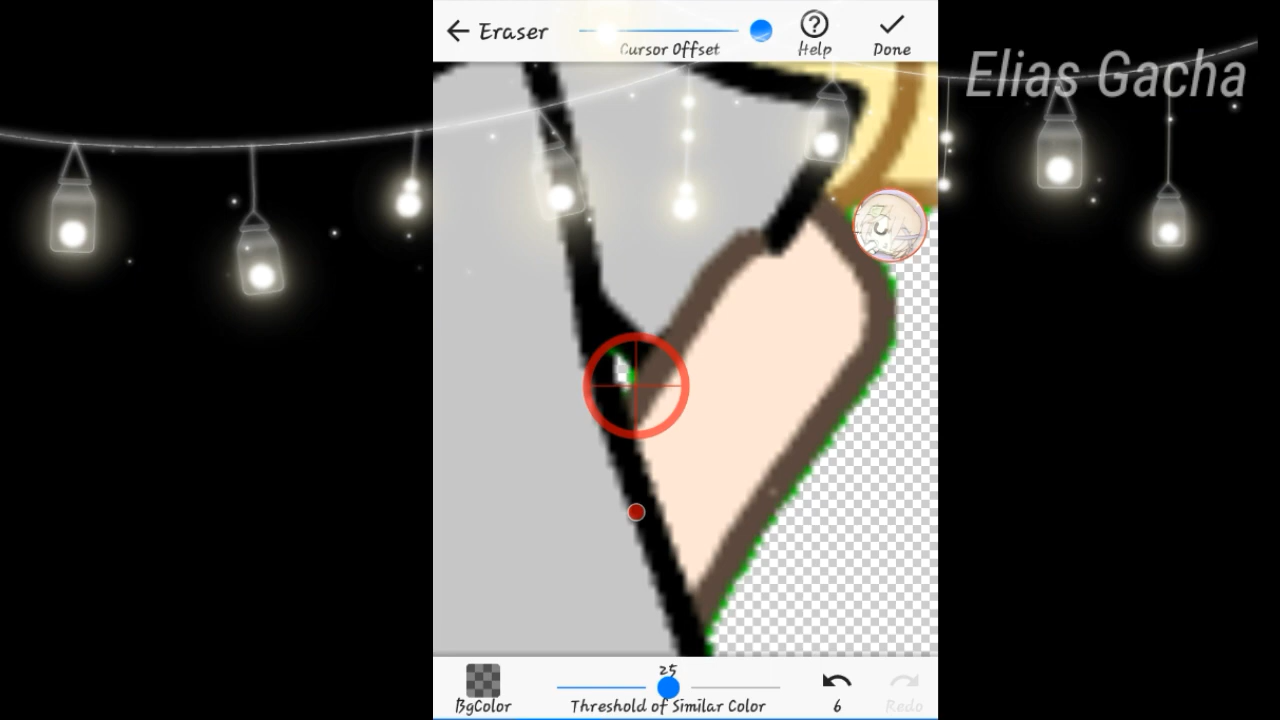 Eraser
Cursor Offset
Help
Done
Elias Gacha
25
BgColor
Threshold of Similar Color
6
Redo